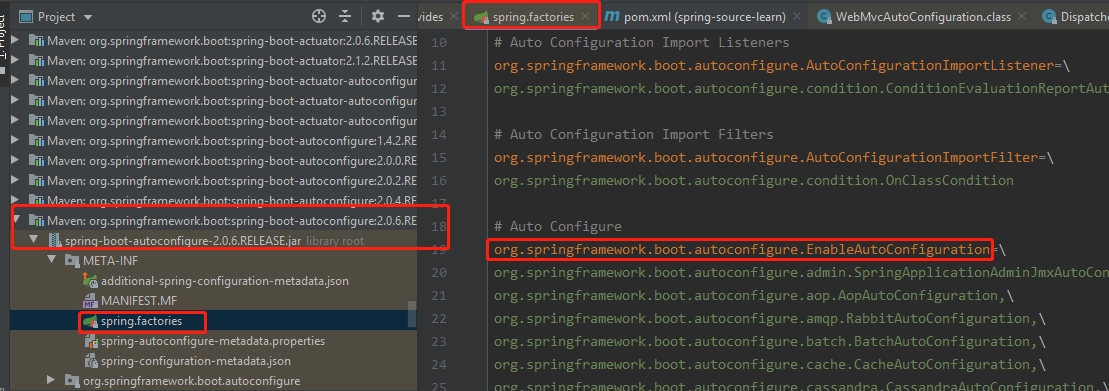 Project
vides
spring.factories
pom.xml (spring-source-learn)
WebMvcAutoConfiguration.class
Dispatche
1: Project
Maven: org.springframework.boot:spring-boot-actuator:2.0.6.RELEASE
Maven: org.springframework.boot:spring-boot-actuator:2.1.2.RELEASE
Maven: org.springframework.boot:spring-boot-actuator-autoconfigur
Maven: org.springframework.boot:spring-boot-actuator-autoconfigur
Maven: org.springframework.boot:spring-boot-actuator-autoconfigur
Maven: org.springframework.boot:spring-boot-autoconfigure:1.4.2.RE
Maven: org.springframework.boot:spring-boot-autoconfigure:2.0.0.RE
Maven: org.springframework.boot:spring-boot-autoconfigure:2.0.2.RE
Maven: org.springframework.boot:spring-boot-autoconfigure:2.0.4.RE
Maven: org.springframework.boot:spring-boot-autoconfigure:2.0.6.RE
spring-boot-autoconfigure-2.0.6.RELEASE.jar library root
META-INF
additional-spring-configuration-metadata.json
MANIFEST.MF
spring.factories
spring-autoconfigure-metadata.properties
spring-configuration-metadata.json
org.springframework.boot.autoconfigure
10 # Auto Configuration Import Listeners
11 org.springframework.boot.autoconfigure.AutoConfigurationImportListener=\
12 org.springframework.boot.autoconfigure.condition.ConditionEvaluationReportAut
13
14 # Auto Configuration Import Filters
15 org.springframework.boot.autoconfigure.AutoConfigurationImportFilter=\
16 org.springframework.boot.autoconfigure.condition.OnClassCondition
17
18 # Auto Configure
19 org.springframework.boot.autoconfigure.EnableAutoConfiguration=\
20 org.springframework.boot.autoconfigure.admin.SpringApplicationAdminJmxAutoCon
21 org.springframework.boot.autoconfigure.aop.AopAutoConfiguration,\
22 org.springframework.boot.autoconfigure.amqp.RabbitAutoConfiguration,\
23 org.springframework.boot.autoconfigure.batch.BatchAutoConfiguration,\
24 org.springframework.boot.autoconfigure.cache.CacheAutoConfiguration,\
25 org.springframework.boot.autoconfigure.cassandra.CassandraAutoConfiguration,\